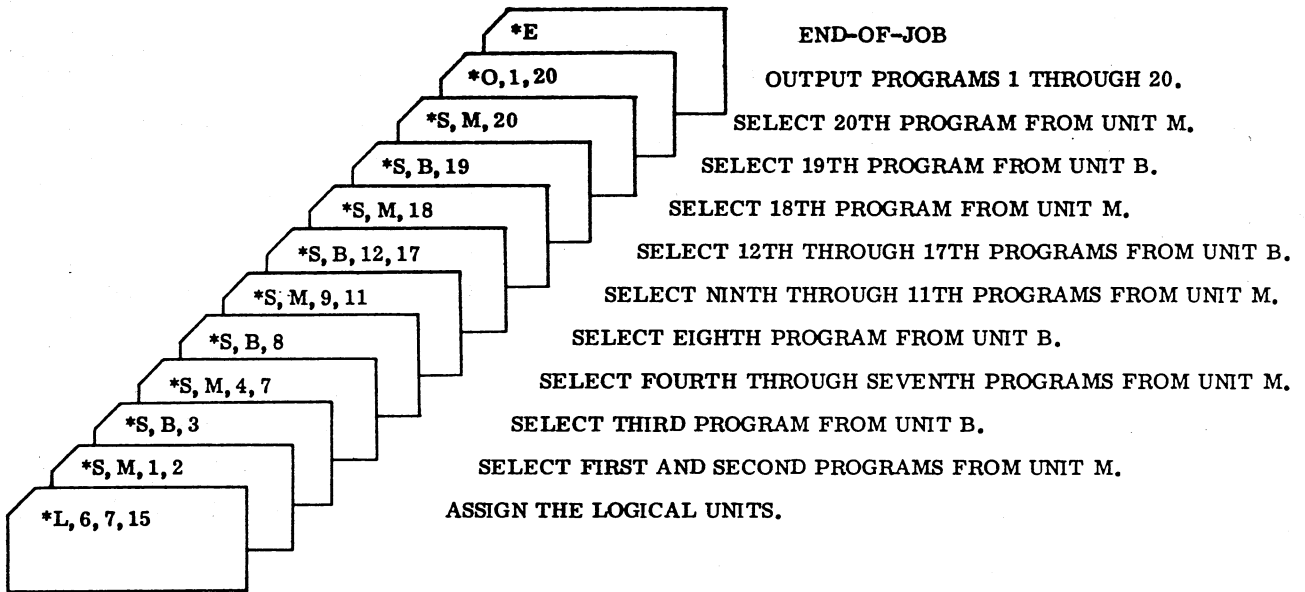 *E END-OF-JOB
*O, 1, 20 OUTPUT PROGRAMS 1 THROUGH 20.
*S, M, 20 SELECT 20TH PROGRAM FROM UNIT M.
*S, B, 19 SELECT 19TH PROGRAM FROM UNIT B.
*S, M, 18 SELECT 18TH PROGRAM FROM UNIT M.
*S, B, 12, 17 SELECT 12TH THROUGH 17TH PROGRAMS FROM UNIT B.
*S, M, 9, 11 SELECT NINTH THROUGH 11TH PROGRAMS FROM UNIT M.
*S, B, 8 SELECT EIGHTH PROGRAM FROM UNIT B.
*S, M, 4, 7 SELECT FOURTH THROUGH SEVENTH PROGRAMS FROM UNIT M.
*S, B, 3 SELECT THIRD PROGRAM FROM UNIT B.
*S, M, 1, 2 SELECT FIRST AND SECOND PROGRAMS FROM UNIT M.
*L, 6, 7, 15 ASSIGN THE LOGICAL UNITS.